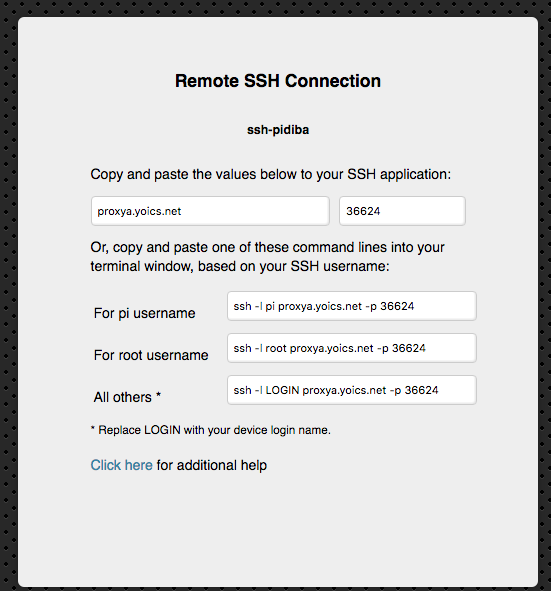 Remote SSH Connection
ssh-pidiba
Copy and paste the values below to your SSH application:
proxya.yoics.net 36624
Or, copy and paste one of these command lines into your
terminal window, based on your SSH username:
For pi username ssh -l pi proxya.yoics.net -p 36624
For root username ssh -l root proxya.yoics.net -p 36624
All others * ssh -l LOGIN proxya.yoics.net -p 36624
* Replace LOGIN with your device login name.
Click here for additional help